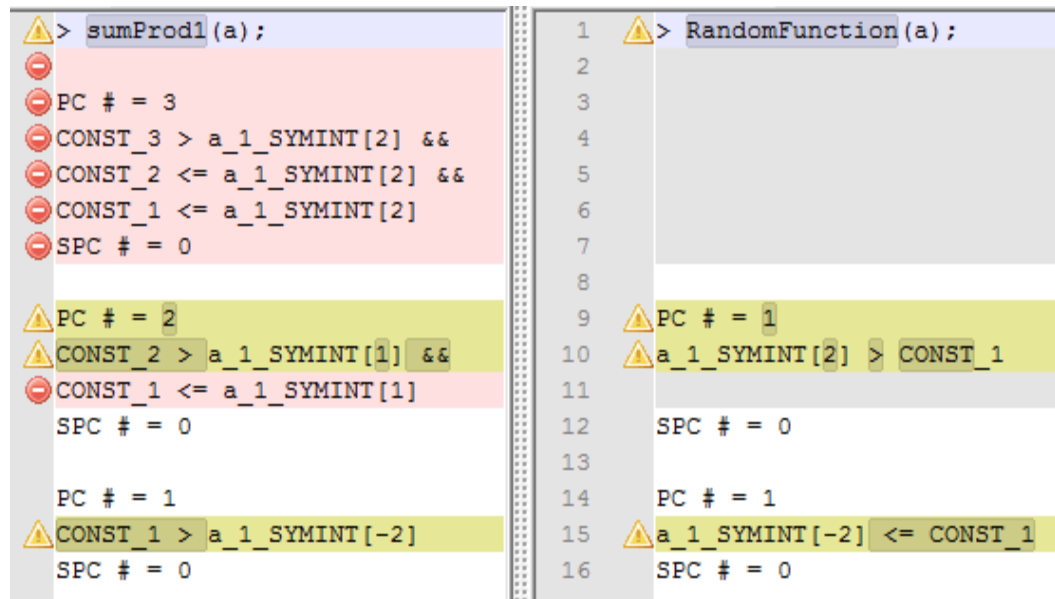 > sumProd1(a);
PC # = 3
CONST_3 > a_1_SYMINT[2] &&
CONST_2 <= a_1_SYMINT[2] &&
CONST_1 <= a_1_SYMINT[2]
SPC # = 0
PC # = 2
CONST_2 > a_1_SYMINT[1] &&
CONST_1 <= a_1_SYMINT[1]
SPC # = 0
PC # = 1
CONST_1 > a_1_SYMINT[-2]
SPC # = 0
1 > RandomFunction(a);
2
3
4
5
6
7
8
9 PC # = 1
10 a_1_SYMINT[2] > CONST_1
11
12 SPC # = 0
13
14 PC # = 1
15 a_1_SYMINT[-2] <= CONST_1
16 SPC # = 0